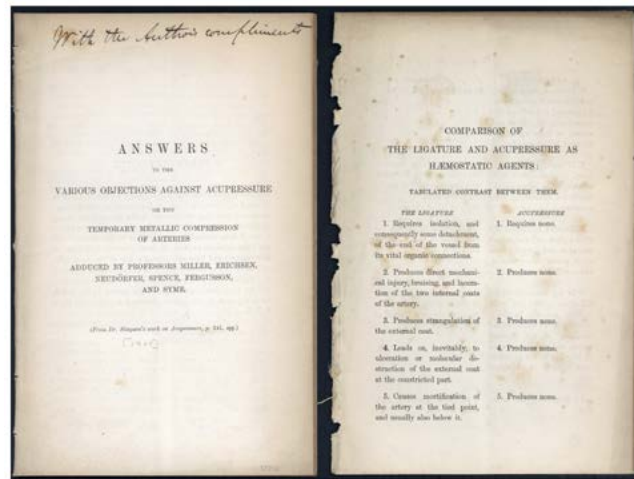 With the Author's compliments
ANSWERS
TO THE
VARIOUS OBJECTIONS AGAINST ACUPRESSURE
OR THE
TEMPORARY METALLIC COMPRESSION
OF ARTERIES
ADDUCED BY PROFESSORS MILLER, ERICHSEN,
NEUDÖRFER, SPENCE, FERGUSSON,
AND SYME.
(From Dr. Simpson's work on Acupressure, p. 541, sqq.)
COMPARISON OF
THE LIGATURE AND ACUPRESSURE AS
HÆMOSTATIC AGENTS:
TABULATED CONTRAST BETWEEN THEM.
THE LIGATURE
1. Requires isolation, and
consequently some detachment,
of the end of the vessel from
its vital organic connections.
2. Produces direct mechani-
cal injury, bruising, and lacera-
tion of the two internal coats
of the artery.
3. Produces strangulation of
the external coat.
4. Leads on, inevitably, to
ulceration or molecular de-
struction of the external coat
at the constricted part.
5. Causes mortification of
the artery at the tied point,
and usually also below it.
ACUPRESSURE
1. Requires none.
2. Produces none.
3. Produces none.
4. Produces none.
5. Produces none.